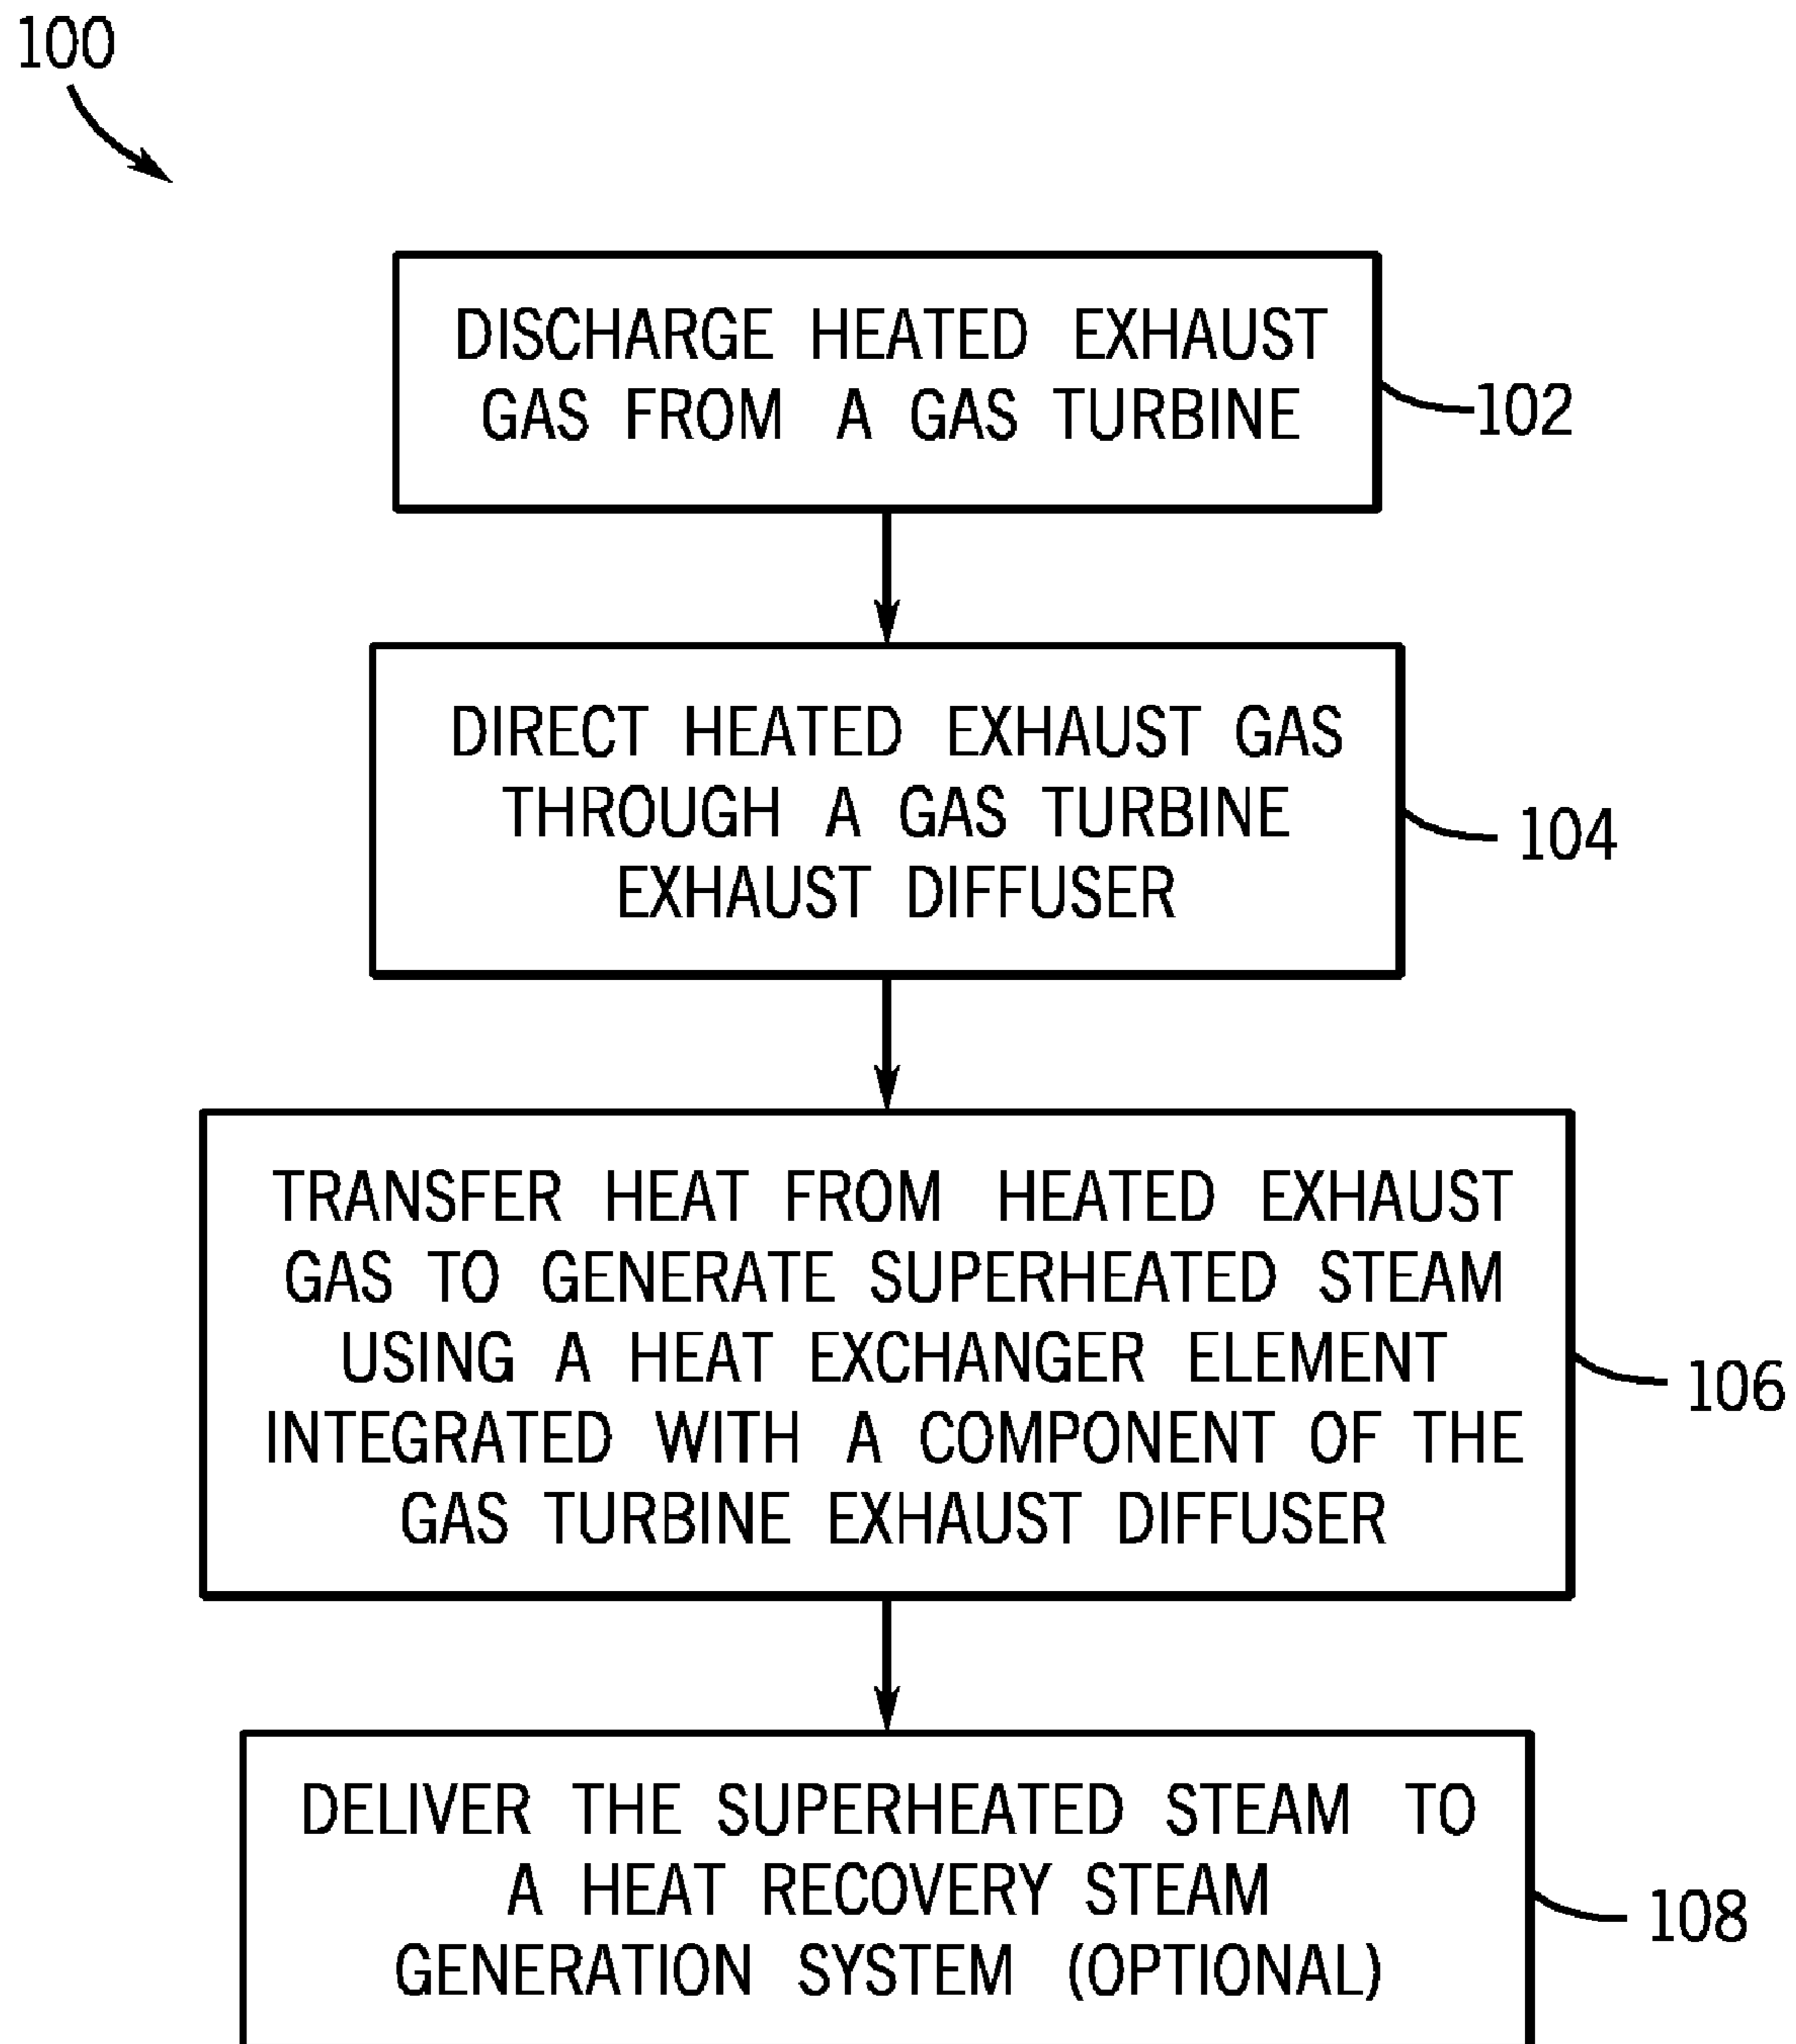 100
DISCHARGE HEATED EXHAUST
GAS FROM A GAS TURBINE
102
DIRECT HEATED EXHAUST GAS
THROUGH A GAS TURBINE
EXHAUST DIFFUSER
104
TRANSFER HEAT FROM HEATED EXHAUST
GAS TO GENERATE SUPERHEATED STEAM
USING A HEAT EXCHANGER ELEMENT
INTEGRATED WITH A COMPONENT OF THE
GAS TURBINE EXHAUST DIFFUSER
106
DELIVER THE SUPERHEATED STEAM TO
A HEAT RECOVERY STEAM
GENERATION SYSTEM (OPTIONAL)
108